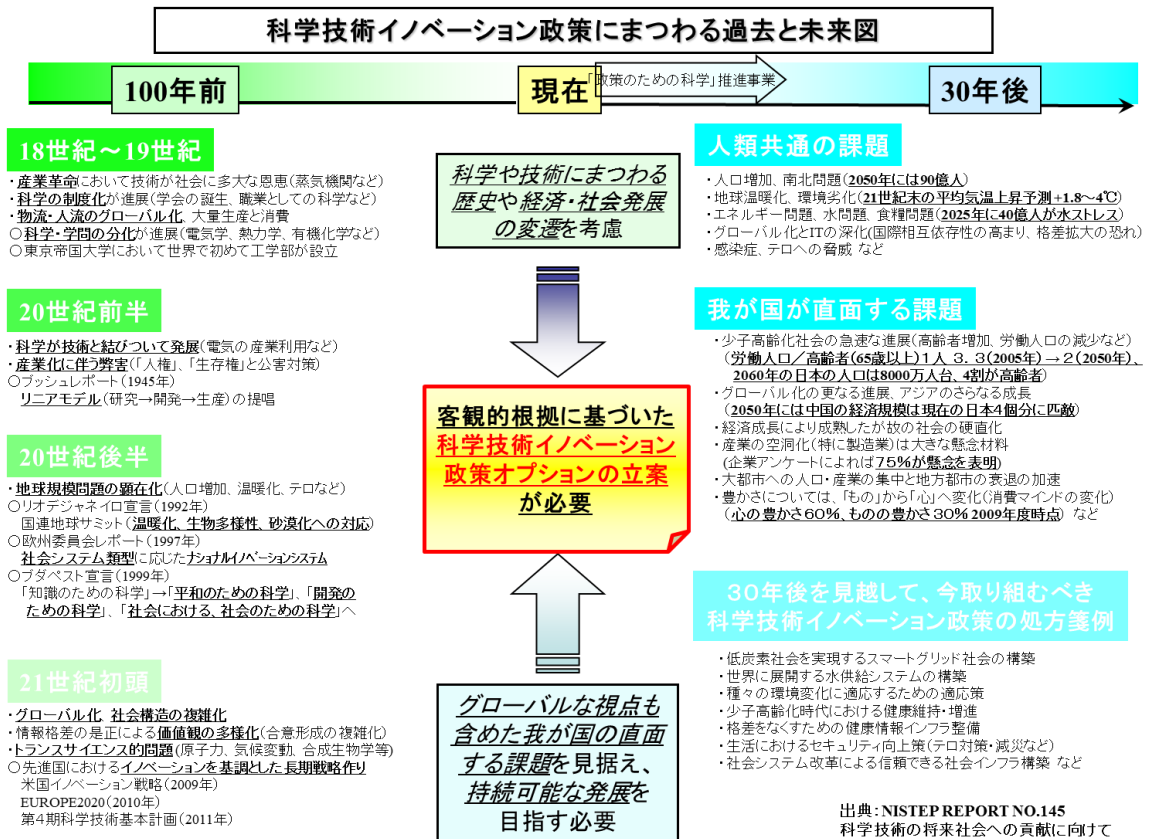 科学技術イノベーション政策にまつわる過去と未来図
100年前
現在
「政策のための科学」推進事業
30年後
18世紀～19世紀
・産業革命において技術が社会に多大な恩恵(蒸気機関など)
・科学の制度化が進展(学会の誕生、職業としての科学など)
・物流・人流のグローバル化、大量生産と消費
○科学・学問の分化が進展(電気学、熱力学、有機化学など)
○東京帝国大学において世界で初めて工学部が設立
20世紀前半
・科学が技術と結びついて発展(電気の産業利用など)
・産業化に伴う弊害(「人権」、「生存権」と公害対策)
○ブッシュレポート(1945年)
リニアモデル(研究→開発→生産)の提唱
20世紀後半
・地球規模問題の顕在化(人口増加、温暖化、テロなど)
○リオデジャネイロ宣言(1992年)
国連地球サミット(温暖化、生物多様性、砂漠化への対応)
○欧州委員会レポート(1997年)
社会システム類型に応じたナショナルイノベーションシステム
○ブダペスト宣言(1999年)
「知識のための科学」→「平和のための科学」、「開発の
ための科学」、「社会における、社会のための科学」へ
21世紀初頭
・グローバル化、社会構造の複雑化
・情報格差の是正による価値観の多様化(合意形成の複雑化)
・トランスサイエンス的問題(原子力、気候変動、合成生物学等)
○先進国におけるイノベーションを基調とした長期戦略作り
米国イノベーション戦略(2009年)
EUROPE2020(2010年)
第4期科学技術基本計画(2011年)
科学や技術にまつわる
歴史や経済・社会発展
の変遷を考慮
客観的根拠に基づいた
科学技術イノベーション
政策オプションの立案
が必要
グローバルな視点も
含めた我が国の直面
する課題を見据え、
持続可能な発展を
目指す必要
人類共通の課題
・人口増加、南北問題(2050年には90億人)
・地球温暖化、環境劣化(21世紀末の平均気温上昇予測+1.8～4℃)
・エネルギー問題、水問題、食糧問題(2025年に40億人が水ストレス)
・グローバル化とITの深化(国際相互依存性の高まり、格差拡大の恐れ)
・感染症、テロへの脅威 など
我が国が直面する課題
・少子高齢化社会の急速な進展(高齢者増加、労働人口の減少など)
(労働人口／高齢者(65歳以上)1人 3.3(2005年)→2(2050年)、
2060年の日本の人口は8000万人台、4割が高齢者)
・グローバル化の更なる進展、アジアのさらなる成長
(2050年には中国の経済規模は現在の日本4個分に匹敵)
・経済成長により成熟したが故の社会の硬直化
・産業の空洞化(特に製造業)は大きな懸念材料
(企業アンケートによれば75%が懸念を表明)
・大都市への人口・産業の集中と地方都市の衰退の加速
・豊かさについては、「もの」から「心」へ変化(消費マインドの変化)
(心の豊かさ60%、ものの豊かさ30% 2009年度時点) など
30年後を見越して、今取り組むべき
科学技術イノベーション政策の処方箋例
・低炭素社会を実現するスマートグリッド社会の構築
・世界に展開する水供給システムの構築
・種々の環境変化に適応するための適応策
・少子高齢化時代における健康維持・増進
・格差をなくすための健康情報インフラ整備
・生活におけるセキュリティ向上策(テロ対策・減災など)
・社会システム改革による信頼できる社会インフラ構築 など
出典：NISTEP REPORT NO.145
科学技術の将来社会への貢献に向けて